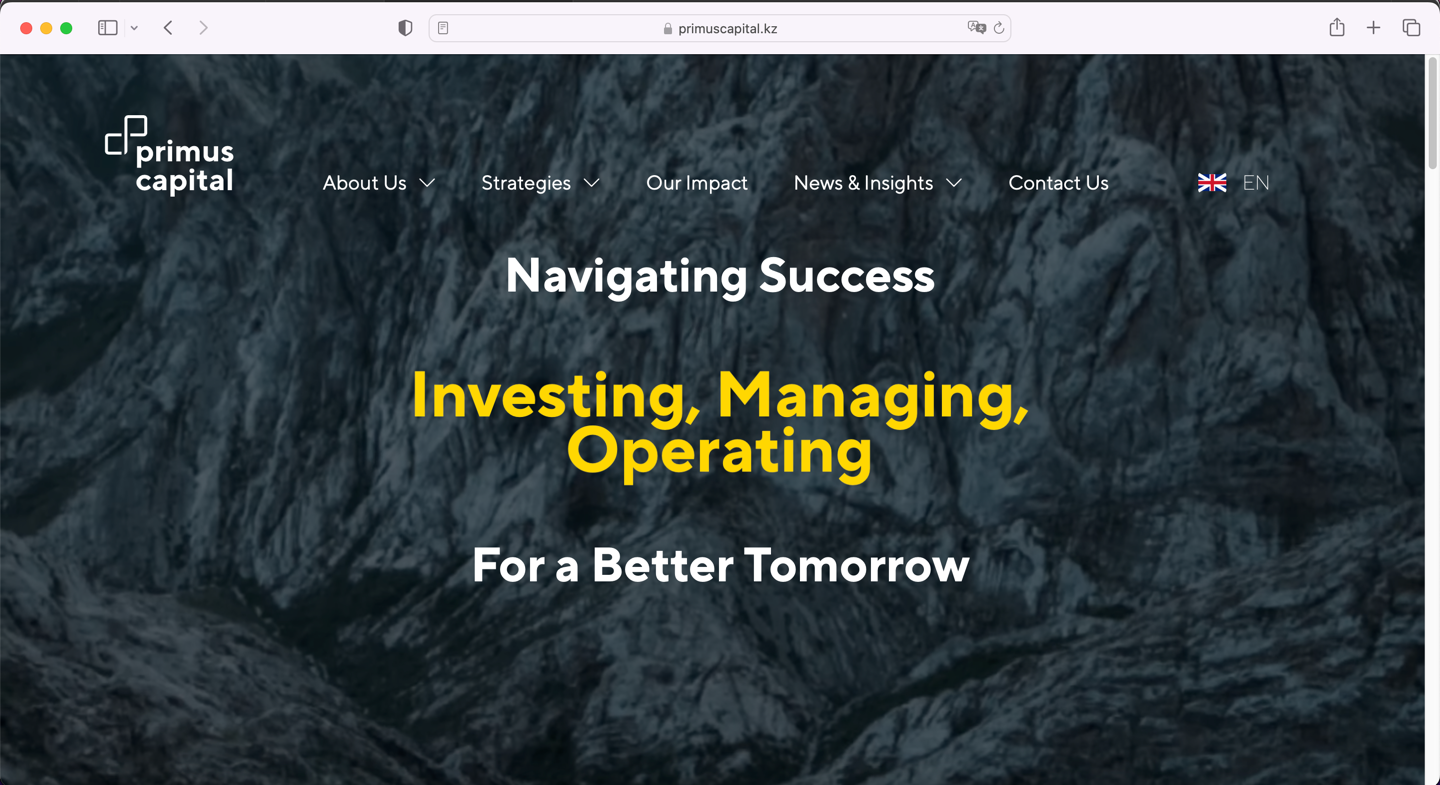 primuscapital.kz
primus
capital
About Us
Strategies
Our Impact
News & Insights
Contact Us
EN
Navigating Success
Investing, Managing,
Operating
For a Better Tomorrow